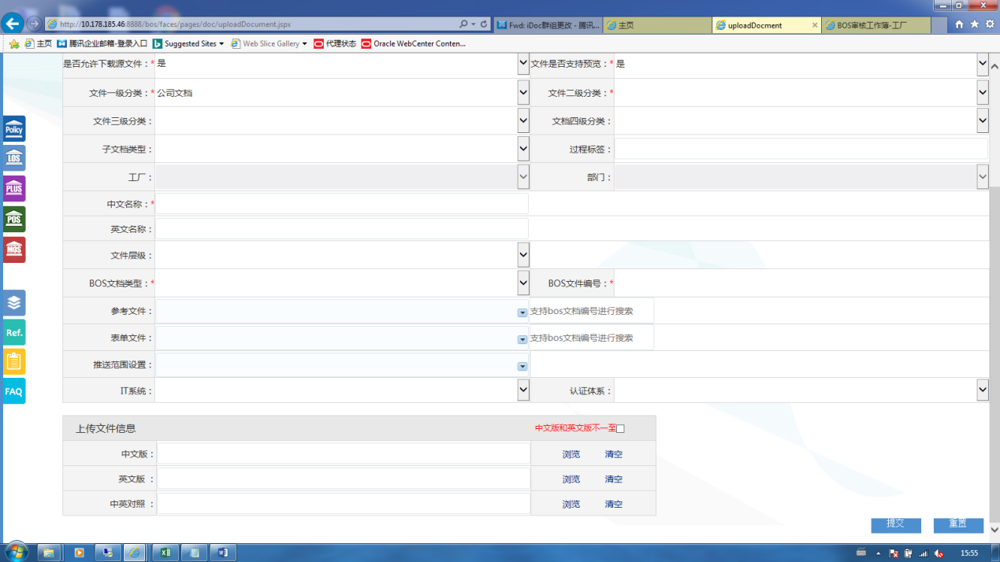 http://10.178.185.46:8888/bos/faces/pages/doc/uploadDocument.jspx
Fwd: iDoc群组更改 - 腾讯...
主页
uploadDocment
BOS审核工作簿-工厂
主页
腾讯企业邮箱-登录入口
Suggested Sites
Web Slice Gallery
代理状态
Oracle WebCenter Conten...
是否允许下载源文件：* 是
文件是否支持预览：* 是
文件一级分类：* 公司文档
文件二级分类：*
文件三级分类：
文档四级分类：
子文档类型：
过程标签：
工厂：
部门：
中文名称：*
英文名称：
文件层级：
BOS文档类型：*
BOS文件编号：*
参考文件：
支持bos文档编号进行搜索
表单文件：
支持bos文档编号进行搜索
推送范围设置：
IT系统：
认证体系：
Policy
LOS
PLUS
POS
MOS
Ref.
FAQ
上传文件信息
中文版和英文版不一至
中文版：
浏览 清空
英文版 ：
浏览 清空
中英对照 ：
浏览 清空
提交 重置
15:55